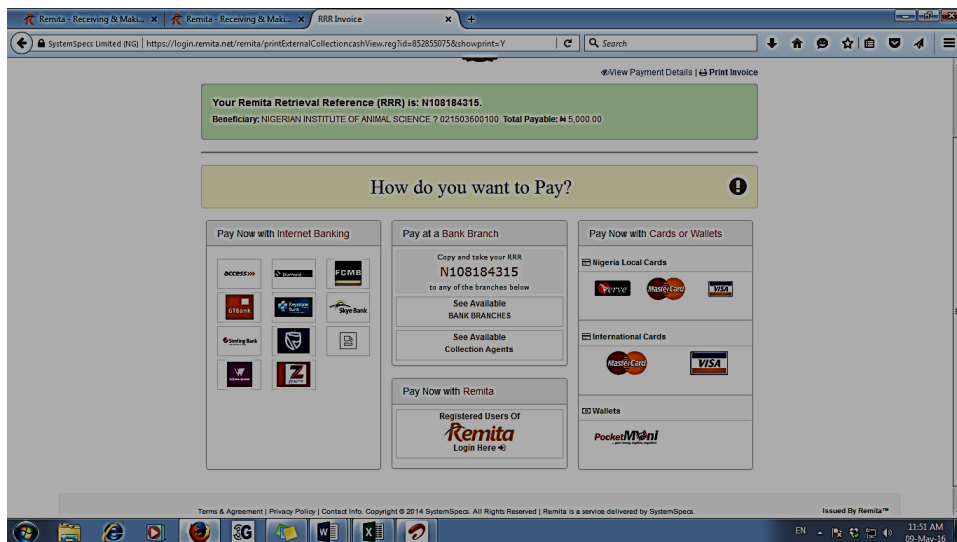 Remita - Receiving & Maki... ×
Remita - Receiving & Maki... ×
RRR Invoice ×
SystemSpecs Limited (NG) | https://login.remita.net/remita/printExternalCollectioncashView.reg?id=852855075&showprint=Y
Search
View Payment Details | Print Invoice
Your Remita Retrieval Reference (RRR) is: N108184315.
Beneficiary: NIGERIAN INSTITUTE OF ANIMAL SCIENCE ? 021503600100 Total Payable: ₦ 5,000.00
How do you want to Pay?
Pay Now with Internet Banking
access>>>
Diamond
FCMB
GTBank
Keystone Bank
Skye Bank
Sterling Bank
WEMA BANK
ZENITH
Pay at a Bank Branch
Copy and take your RRR
N108184315
to any of the branches below
See Available
BANK BRANCHES
See Available
Collection Agents
Pay Now with Remita
Registered Users Of
Remita
Login Here
Pay Now with Cards or Wallets
Nigeria Local Cards
Verve MasterCard VISA
International Cards
MasterCard VISA
Wallets
PocketMoni
Terms & Agreement | Privacy Policy | Contact Info. Copyright © 2014 SystemSpecs. All Rights Reserved | Remita is a service delivered by SystemSpecs.
Issued By Remita™
3G
EN
11:51 AM
09-May-16